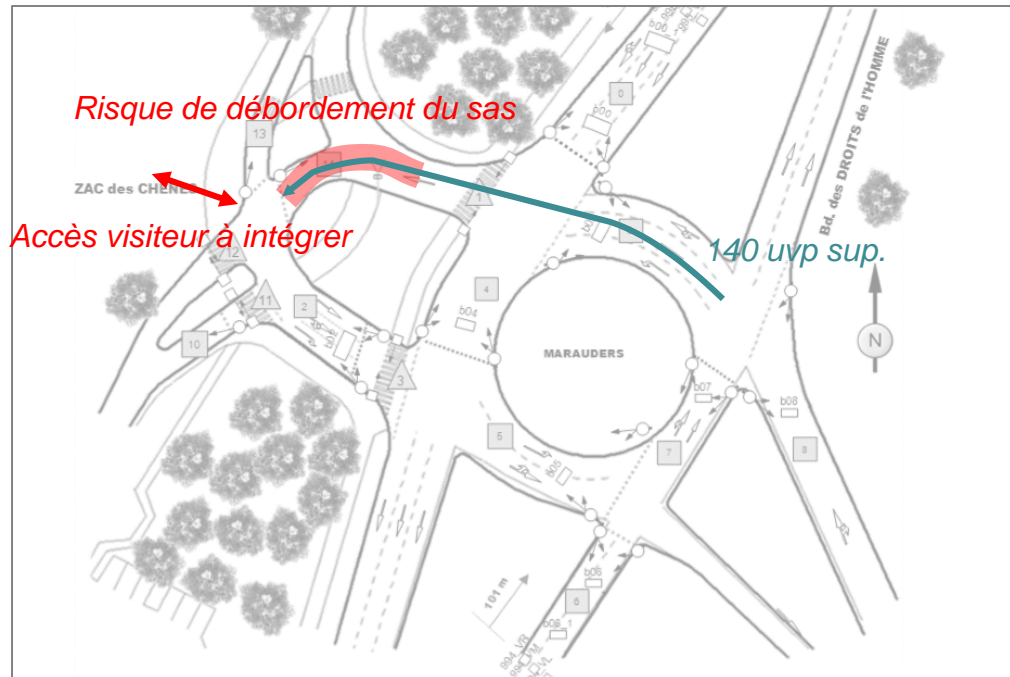 Risque de débordement du sas
ZAC des CHENES
Accès visiteur à intégrer
140 uvp sup.
Bd. des DROITS de l'HOMME
N
MARAUDERS
101 m
0
13
1
12
11
2
10
3
4
b04
5
b05
6
b06
b06_1
7
b07
8
b08